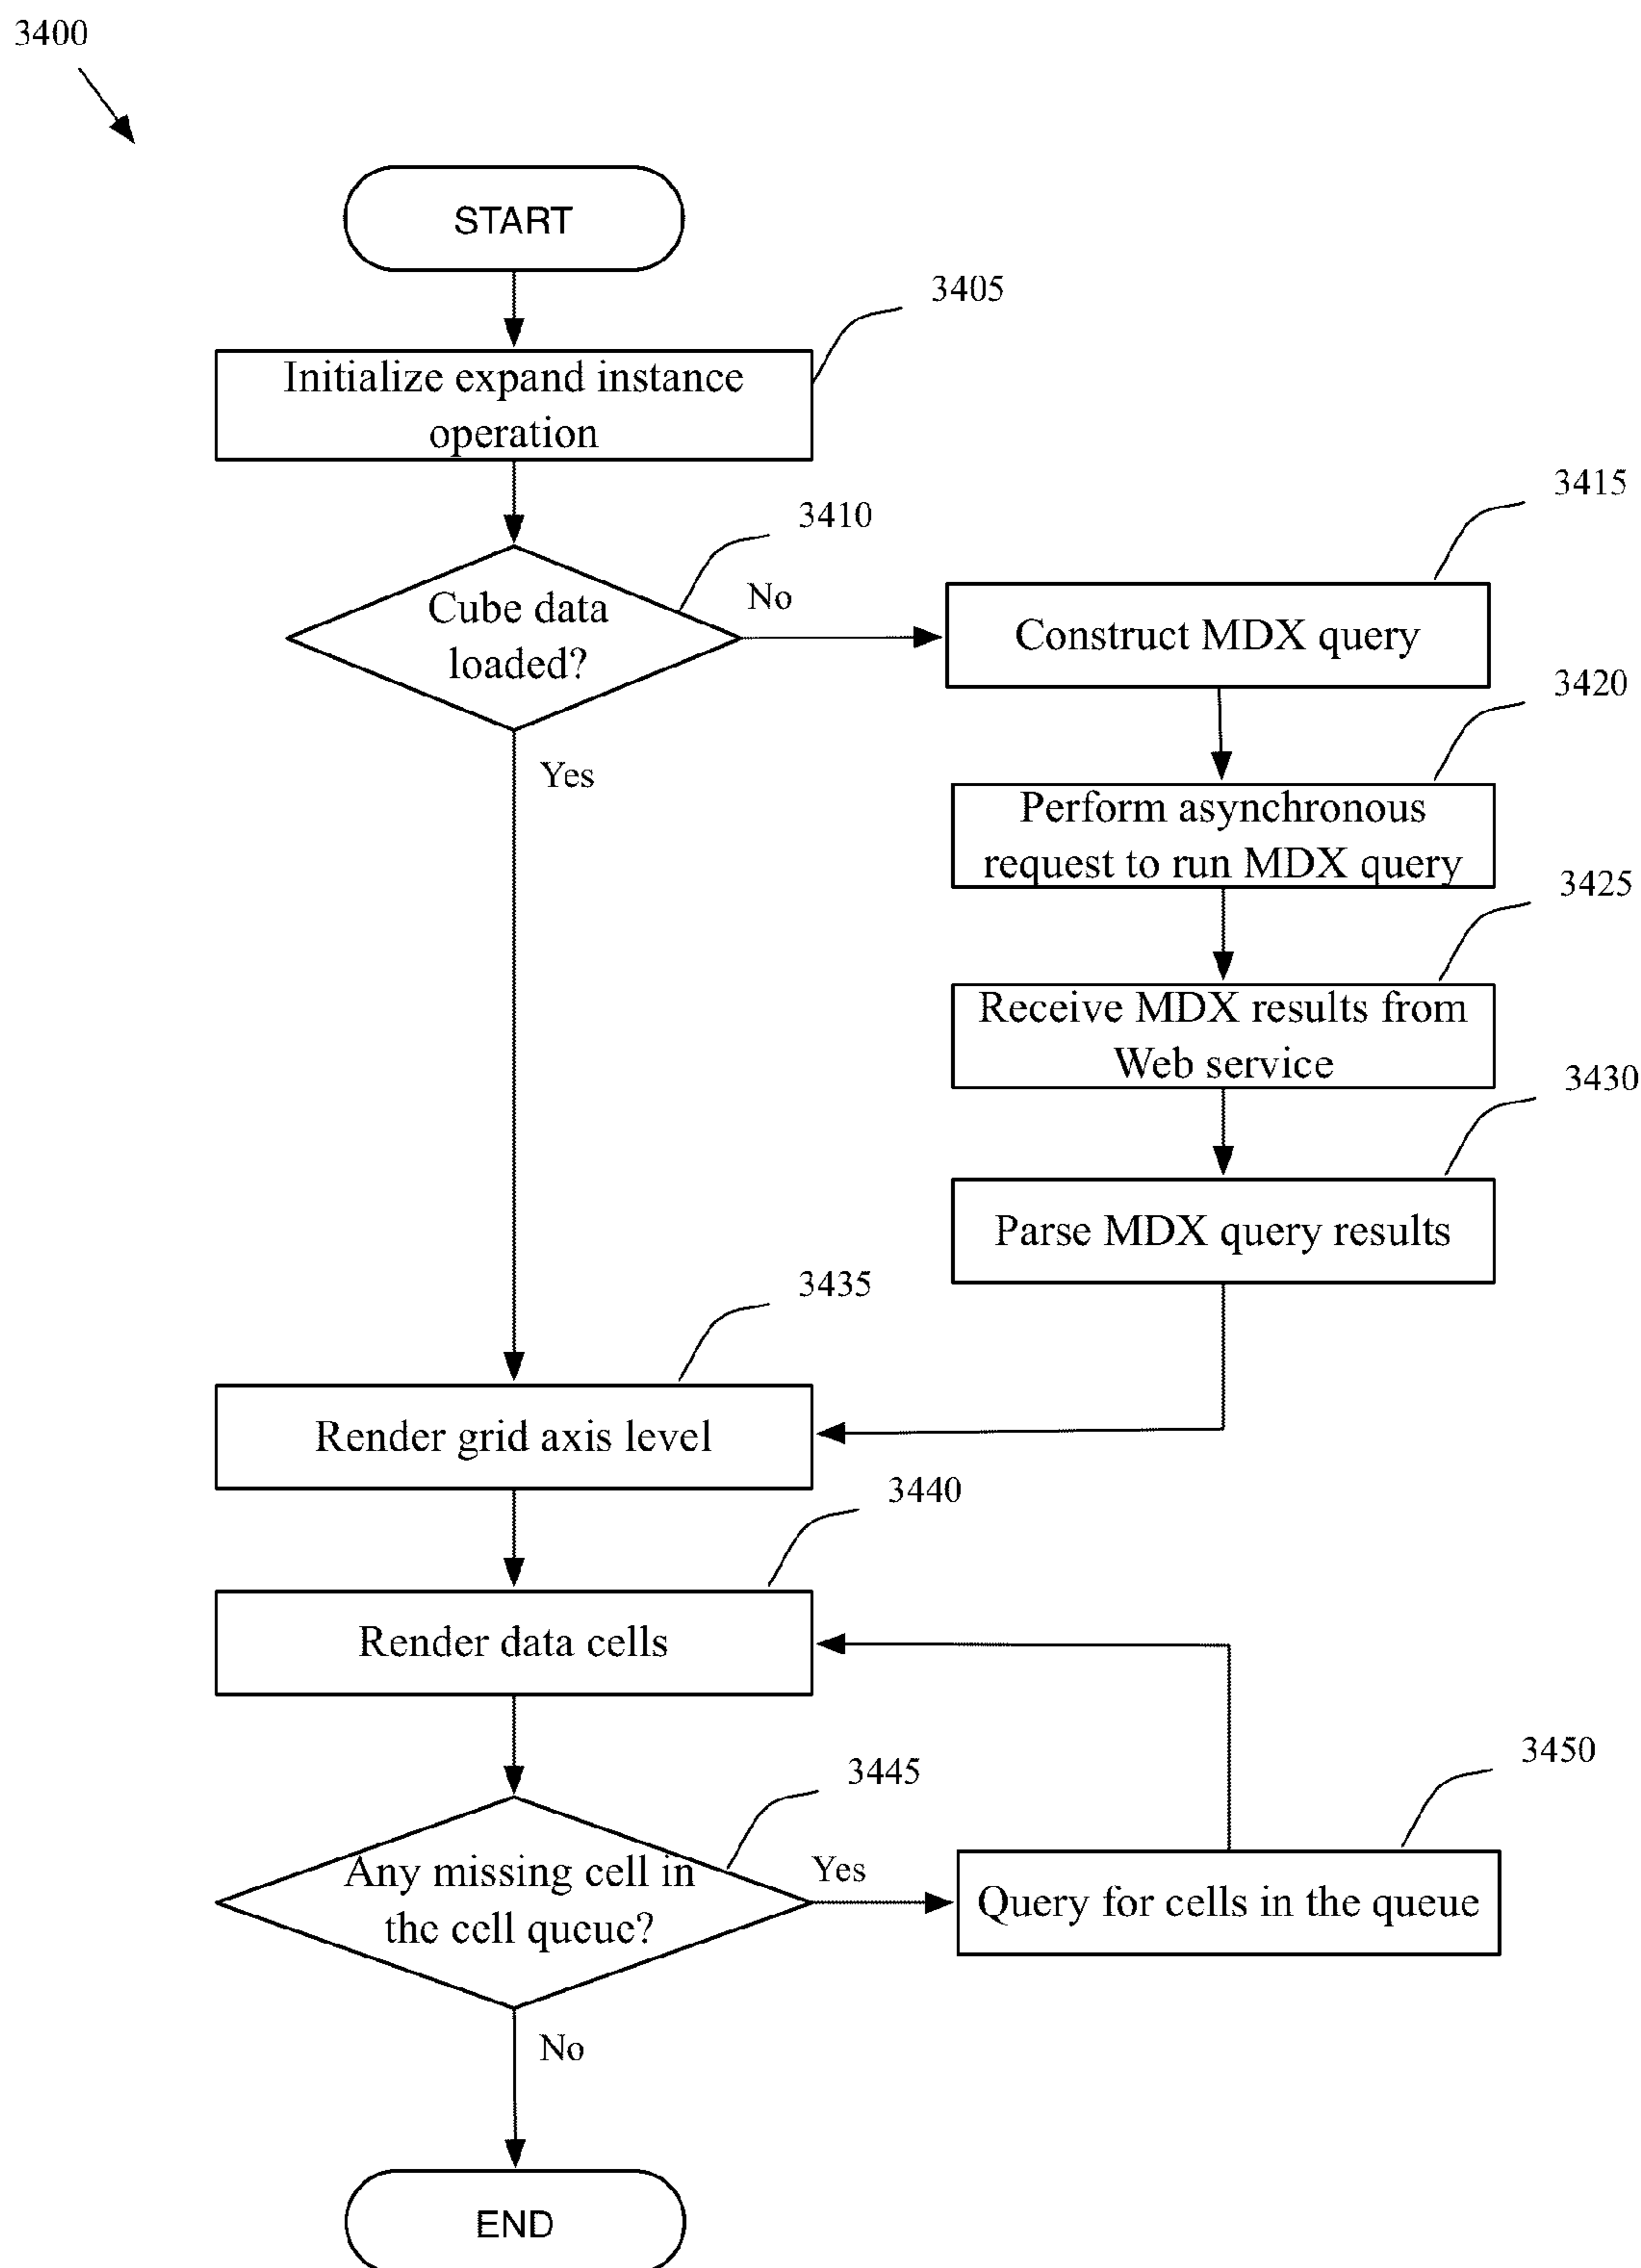 3400
START
3405
Initialize expand instance
operation
3410
Cube data
loaded?
No
Yes
3415
Construct MDX query
3420
Perform asynchronous
request to run MDX query
3425
Receive MDX results from
Web service
3430
Parse MDX query results
3435
Render grid axis level
3440
Render data cells
3445
Any missing cell in
the cell queue?
Yes
3450
Query for cells in the queue
No
END